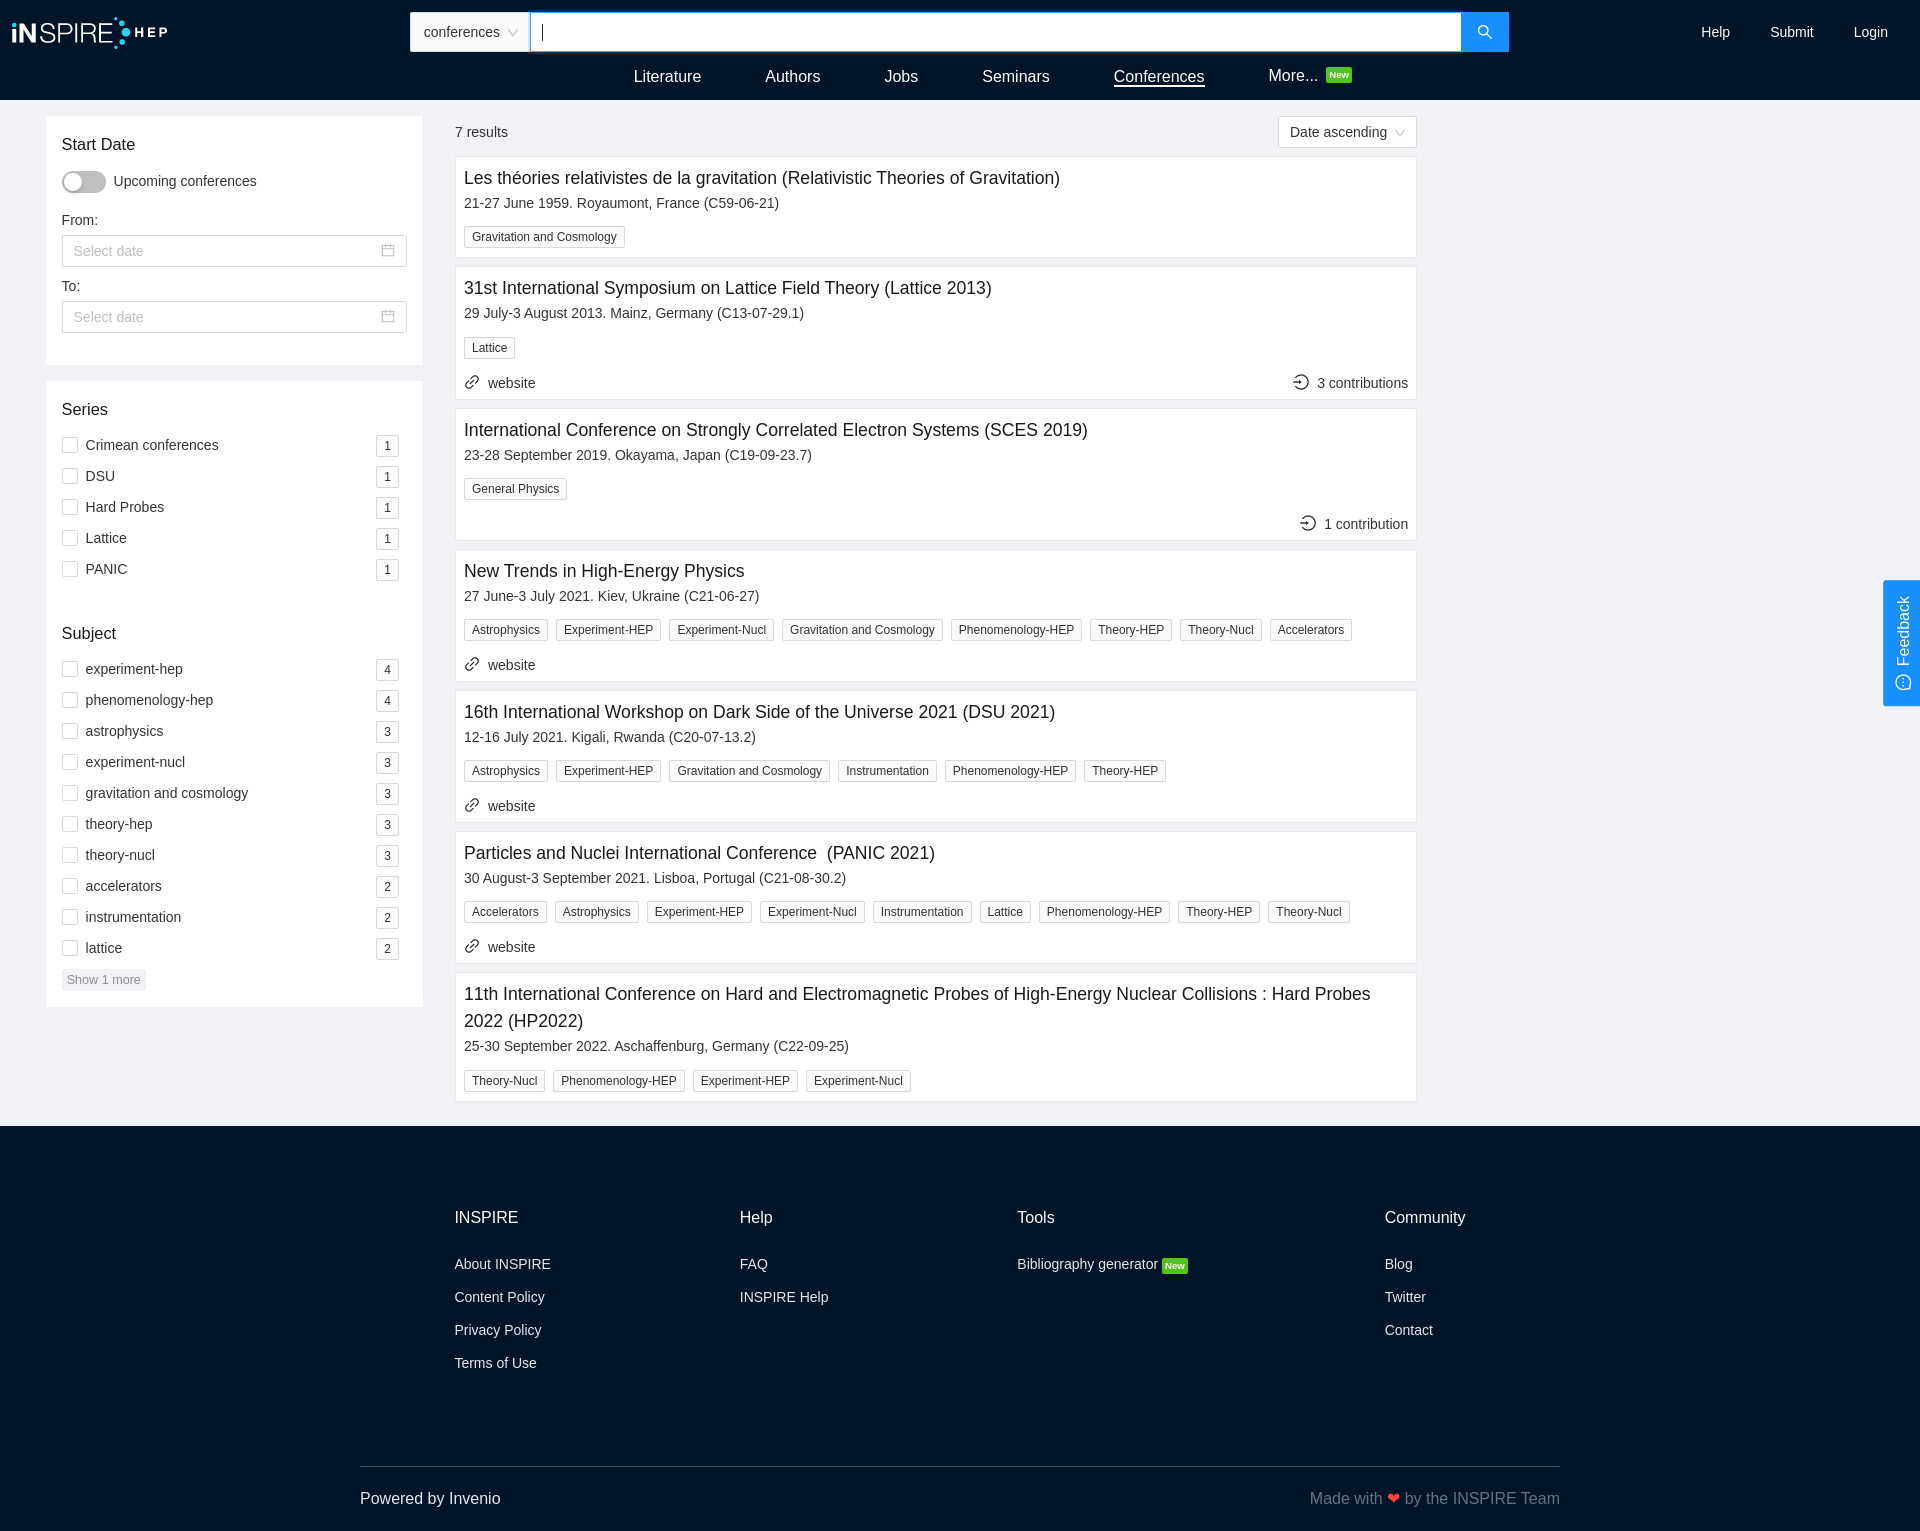 iNSPIRE HEP
conferences
Help
Submit
Login
Literature
Authors
Jobs
Seminars
Conferences
More... New
Start Date
Upcoming conferences
From:
Select date
To:
Select date
Series
Crimean conferences 1
DSU 1
Hard Probes 1
Lattice 1
PANIC 1
Subject
experiment-hep 4
phenomenology-hep 4
astrophysics 3
experiment-nucl 3
gravitation and cosmology 3
theory-hep 3
theory-nucl 3
accelerators 2
instrumentation 2
lattice 2
Show 1 more
7 results
Date ascending
Les théories relativistes de la gravitation (Relativistic Theories of Gravitation)
21-27 June 1959. Royaumont, France (C59-06-21)
Gravitation and Cosmology
31st International Symposium on Lattice Field Theory (Lattice 2013)
29 July-3 August 2013. Mainz, Germany (C13-07-29.1)
Lattice
website
3 contributions
International Conference on Strongly Correlated Electron Systems (SCES 2019)
23-28 September 2019. Okayama, Japan (C19-09-23.7)
General Physics
1 contribution
New Trends in High-Energy Physics
27 June-3 July 2021. Kiev, Ukraine (C21-06-27)
Astrophysics Experiment-HEP Experiment-Nucl Gravitation and Cosmology Phenomenology-HEP Theory-HEP Theory-Nucl Accelerators
website
16th International Workshop on Dark Side of the Universe 2021 (DSU 2021)
12-16 July 2021. Kigali, Rwanda (C20-07-13.2)
Astrophysics Experiment-HEP Gravitation and Cosmology Instrumentation Phenomenology-HEP Theory-HEP
website
Particles and Nuclei International Conference (PANIC 2021)
30 August-3 September 2021. Lisboa, Portugal (C21-08-30.2)
Accelerators Astrophysics Experiment-HEP Experiment-Nucl Instrumentation Lattice Phenomenology-HEP Theory-HEP Theory-Nucl
website
11th International Conference on Hard and Electromagnetic Probes of High-Energy Nuclear Collisions : Hard Probes
2022 (HP2022)
25-30 September 2022. Aschaffenburg, Germany (C22-09-25)
Theory-Nucl Phenomenology-HEP Experiment-HEP Experiment-Nucl
Feedback
INSPIRE
About INSPIRE
Content Policy
Privacy Policy
Terms of Use
Help
FAQ
INSPIRE Help
Tools
Bibliography generator New
Community
Blog
Twitter
Contact
Powered by Invenio
Made with ❤ by the INSPIRE Team